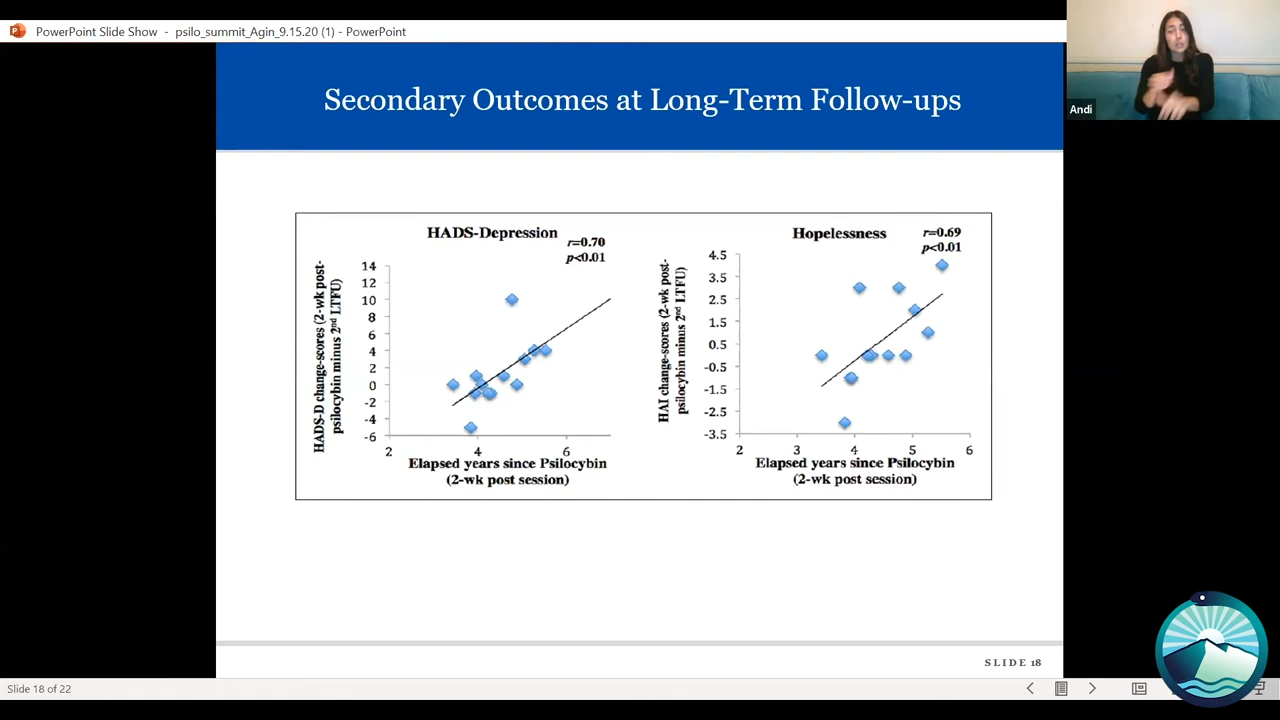 PowerPoint Slide Show - psilo_summit_Agin_9.15.20 (1) - PowerPoint
Andi
Secondary Outcomes at Long-Term Follow-ups
HADS-Depression
r=0.70
p<0.01
HADS-D change-scores (2-wk post-
psilocybin minus 2nd LTFU)
14
12
10
8
6
4
2
0
-2
-4
-6
2
4
6
Elapsed years since Psilocybin
(2-wk post session)
Hopelessness
r=0.69
p<0.01
HAI change-scores (2-wk post-
psilocybin minus 2nd LTFU)
4.5
3.5
2.5
1.5
0.5
-0.5
-1.5
-2.5
-3.5
2
3
4
5
6
Elapsed years since Psilocybin
(2-wk post session)
SLIDE 18
Slide 18 of 22